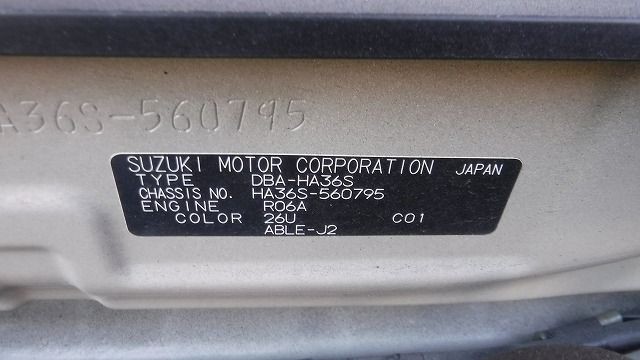 A36S-560795
SUZUKI MOTOR CORPORATION JAPAN
TYPE DBA-HA36S
CHASSIS NO. HA36S-560795
ENGINE R06A
COLOR 26U C01
ABLE-J2